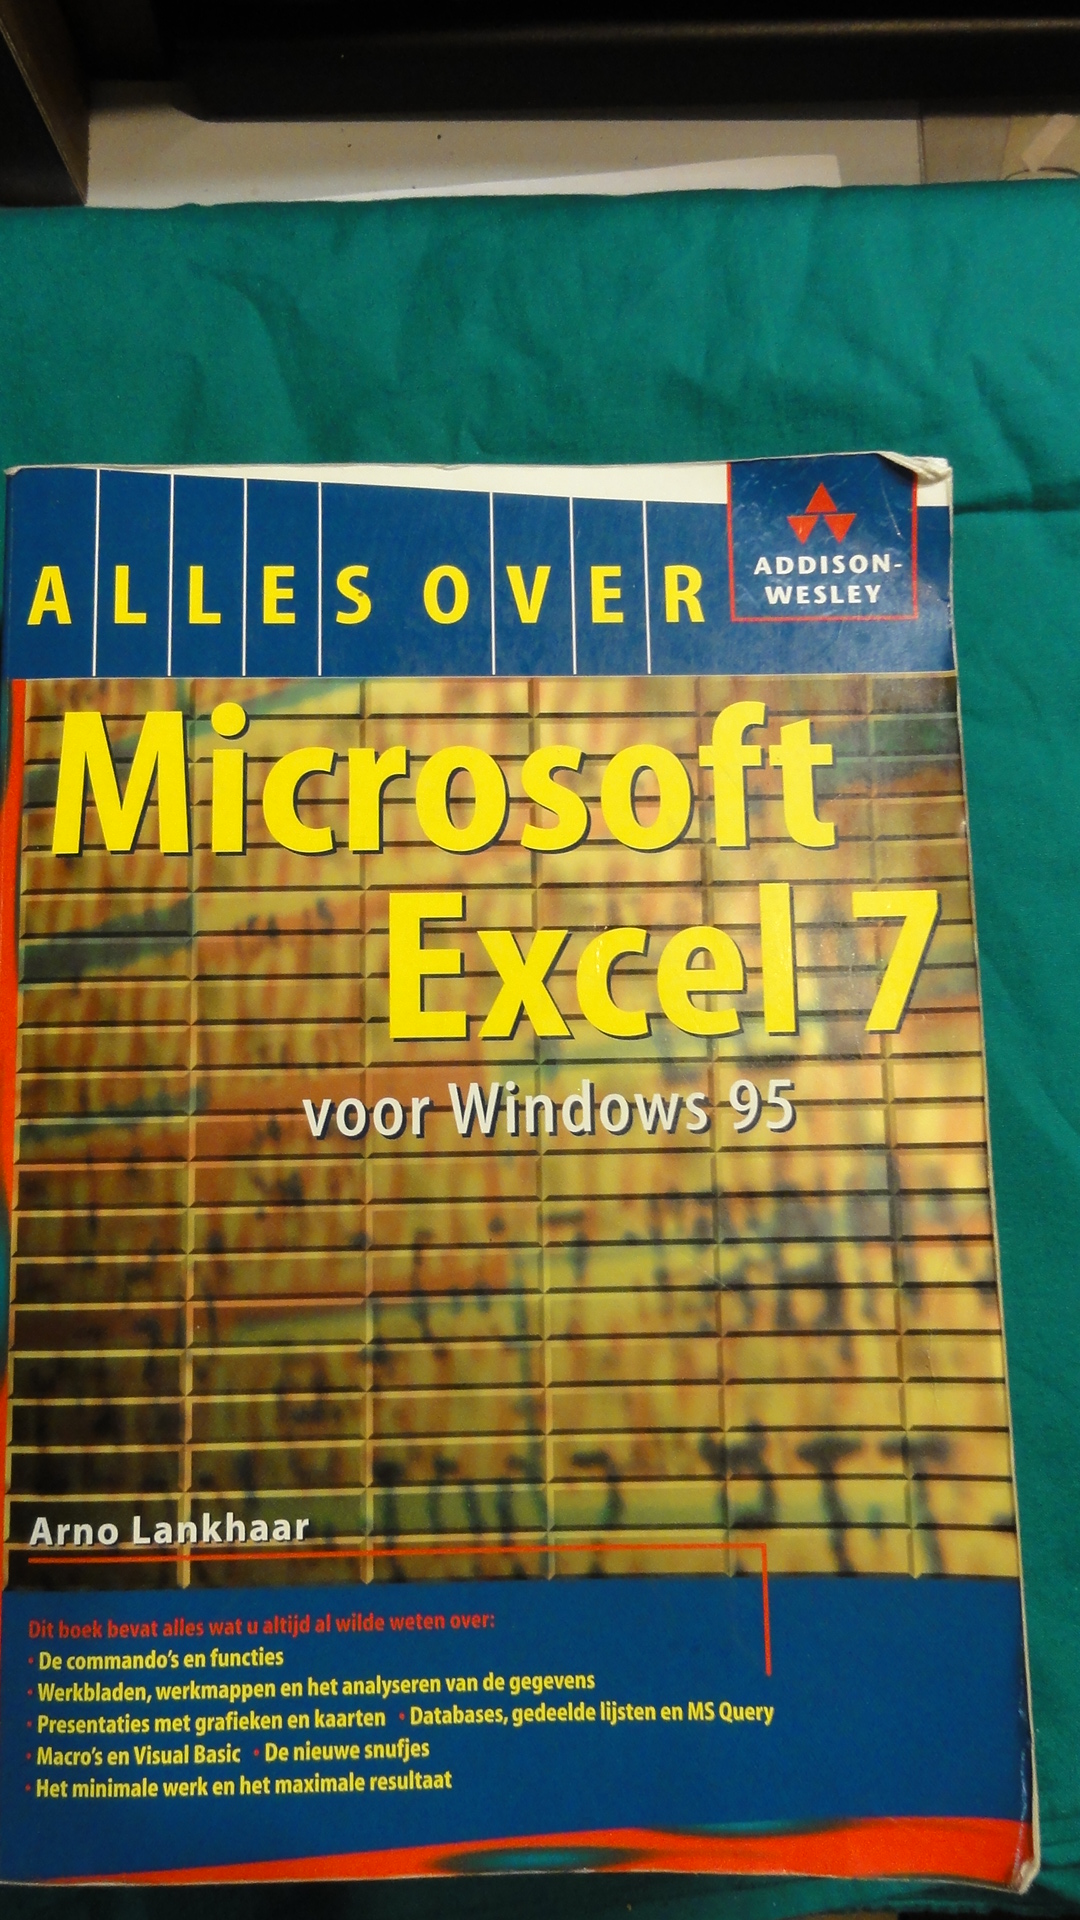 ALLES OVER
ADDISON-
WESLEY
Microsoft
Excel 7
voor Windows 95
Arno Lankhaar
Dit boek bevat alles wat u altijd al wilde weten over:
· De commando's en functies
· Werkbladen, werkmappen en het analyseren van de gegevens
· Presentaties met grafieken en kaarten · Databases, gedeelde lijsten en MS Query
· Macro's en Visual Basic · De nieuwe snufjes
· Het minimale werk en het maximale resultaat